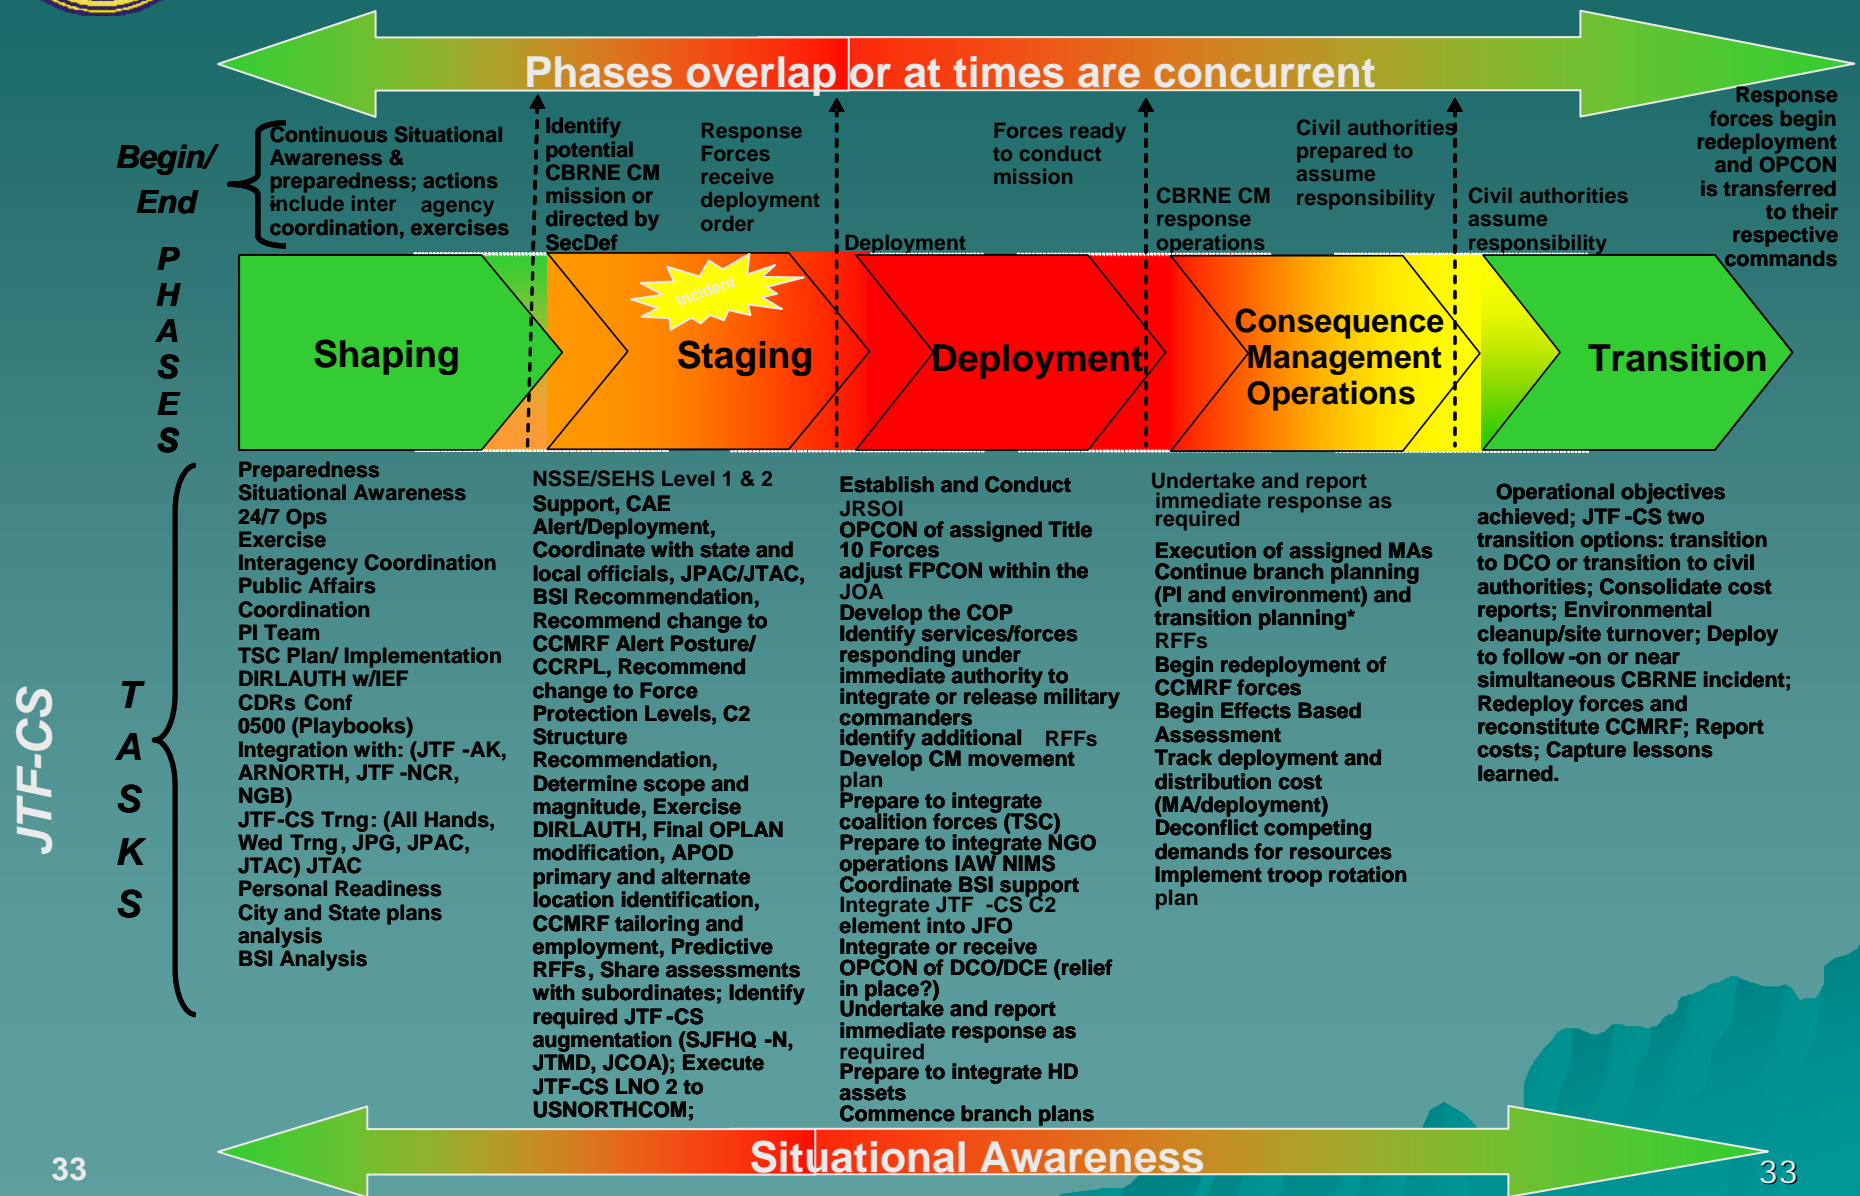 Phases overlap or at times are concurrent
Begin/
End
Continuous Situational
Awareness &
preparedness; actions
include inter agency
coordination, exercises
Identify
potential
CBRNE CM
mission or
directed by
SecDef
Response
Forces
receive
deployment
order
Deployment
Forces ready
to conduct
mission
CBRNE CM
response
operations
Civil authorities
prepared to
assume
responsibility
Civil authorities
assume
responsibility
Response
forces begin
redeployment
and OPCON
is transferred
to their
respective
commands
PHASES
Shaping
Incident
Staging
Deployment
Consequence
Management
Operations
Transition
JTF-CS
TASKS
Preparedness
Situational Awareness
24/7 Ops
Exercise
Interagency Coordination
Public Affairs
Coordination
PI Team
TSC Plan/ Implementation
DIRLAUTH w/IEF
CDRs Conf
0500 (Playbooks)
Integration with: (JTF -AK,
ARNORTH, JTF -NCR,
NGB)
JTF-CS Trng: (All Hands,
Wed Trng, JPG, JPAC,
JTAC) JTAC
Personal Readiness
City and State plans
analysis
BSI Analysis
NSSE/SEHS Level 1 & 2
Support, CAE
Alert/Deployment,
Coordinate with state and
local officials, JPAC/JTAC,
BSI Recommendation,
Recommend change to
CCMRF Alert Posture/
CCRPL, Recommend
change to Force
Protection Levels, C2
Structure
Recommendation,
Determine scope and
magnitude, Exercise
DIRLAUTH, Final OPLAN
modification, APOD
primary and alternate
location identification,
CCMRF tailoring and
employment, Predictive
RFFs, Share assessments
with subordinates; Identify
required JTF -CS
augmentation (SJFHQ -N,
JTMD, JCOA); Execute
JTF-CS LNO 2 to
USNORTHCOM;
Establish and Conduct
JRSOI
OPCON of assigned Title
10 Forces
adjust FPCON within the
JOA
Develop the COP
Identify services/forces
responding under
immediate authority to
integrate or release military
commanders
identify additional RFFs
Develop CM movement
plan
Prepare to integrate
coalition forces (TSC)
Prepare to integrate NGO
operations IAW NIMS
Coordinate BSI support
Integrate JTF -CS C2
element into JFO
Integrate or receive
OPCON of DCO/DCE (relief
in place?)
Undertake and report
immediate response as
required
Prepare to integrate HD
assets
Commence branch plans
Undertake and report
immediate response as
required
Execution of assigned MAs
Continue branch planning
(PI and environment) and
transition planning*
RFFs
Begin redeployment of
CCMRF forces
Begin Effects Based
Assessment
Track deployment and
distribution cost
(MA/deployment)
Deconflict competing
demands for resources
Implement troop rotation
plan
Operational objectives
achieved; JTF -CS two
transition options: transition
to DCO or transition to civil
authorities; Consolidate cost
reports; Environmental
cleanup/site turnover; Deploy
to follow -on or near
simultaneous CBRNE incident;
Redeploy forces and
reconstitute CCMRF; Report
costs; Capture lessons
learned.
Situational Awareness
33
33